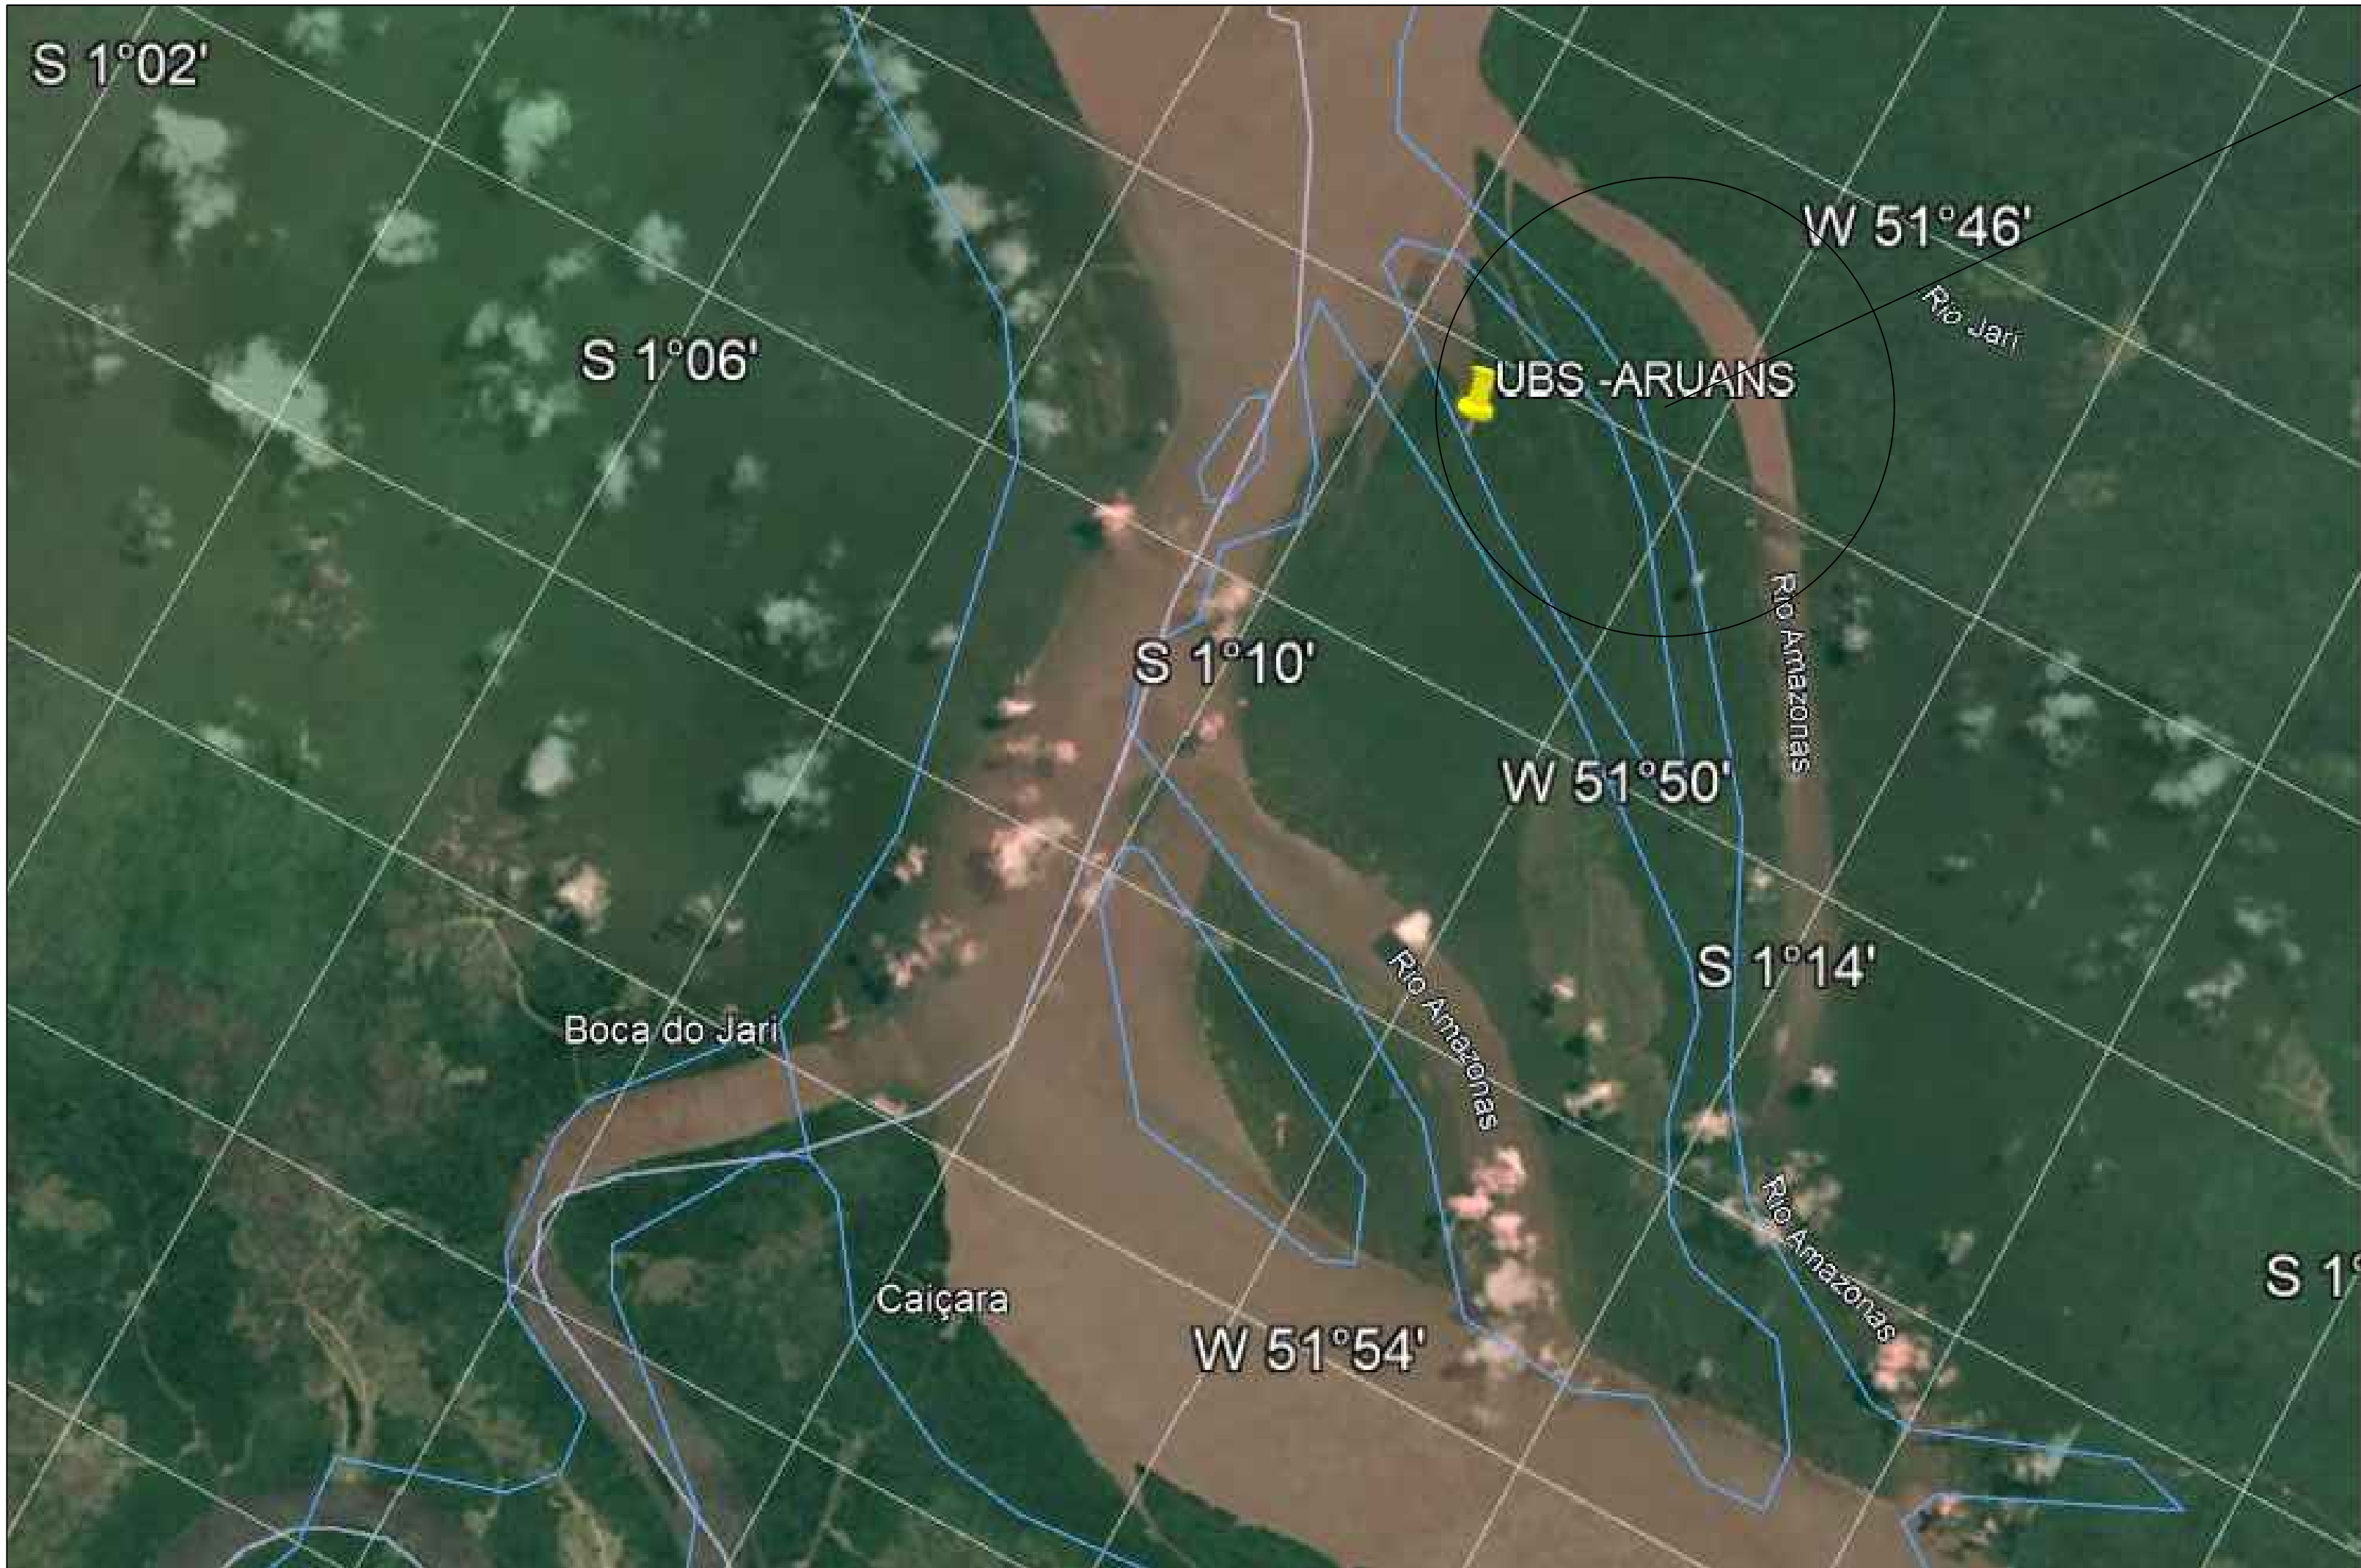 S 1°02'
W 51°46'
Rio Jari
S 1°06'
UBS -ARUANS
Rio Amazonas
S 1°10'
W 51°50'
S 1°14'
Rio Amazonas
Boca do Jari
Rio Amazonas
S 1°
Caiçara
W 51°54'